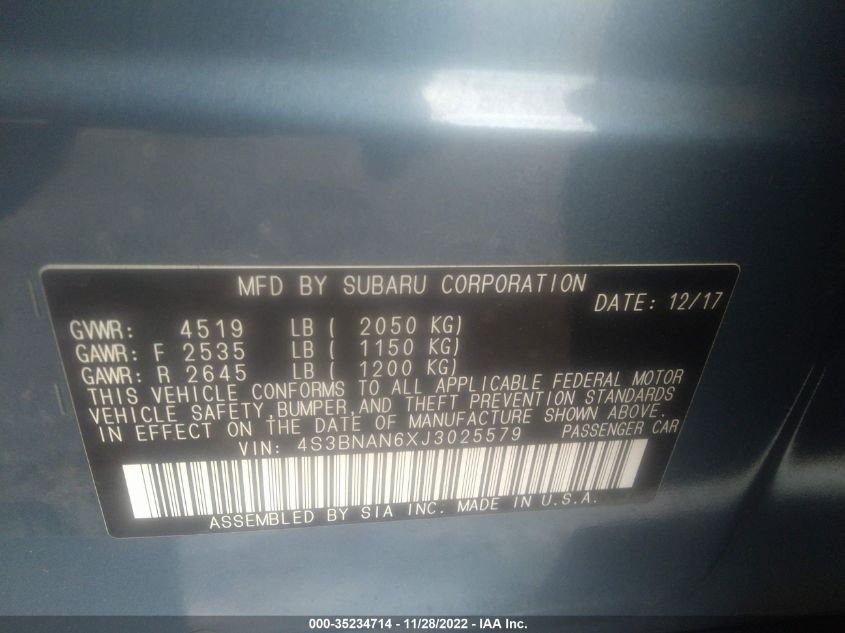 MFD BY SUBARU CORPORATION
DATE: 12/17
GVWR: 4519 LB ( 2050 KG)
GAWR: F 2535 LB ( 1150 KG)
GAWR: R 2645 LB ( 1200 KG)
THIS VEHICLE CONFORMS TO ALL APPLICABLE FEDERAL MOTOR
VEHICLE SAFETY,BUMPER,AND THEFT PREVENTION STANDARDS
IN EFFECT ON THE DATE OF MANUFACTURE SHOWN ABOVE.
VIN: 4S3BNAN6XJ3025579 PASSENGER CAR
ASSEMBLED BY SIA INC. MADE IN U.S.A.
000-35234714 - 11/28/2022 - IAA Inc.